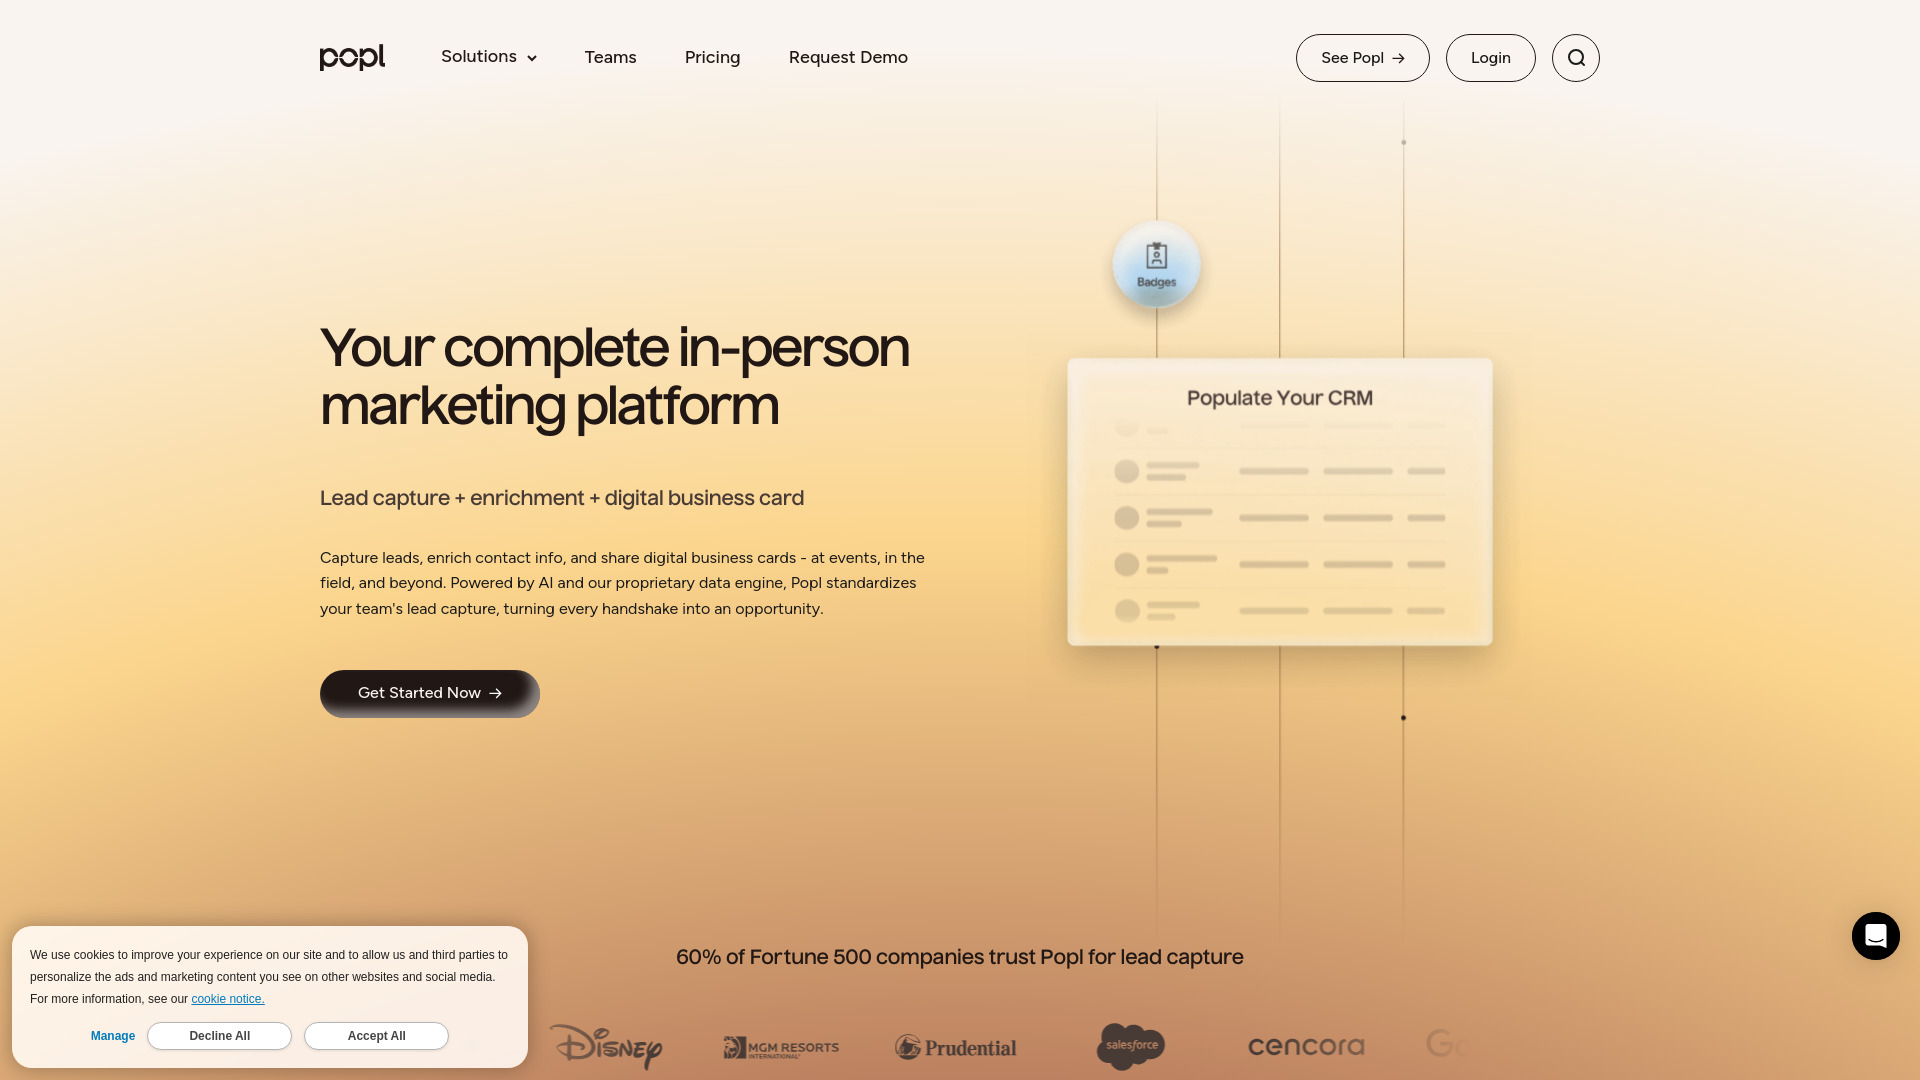 popl
Solutions
Teams
Pricing
Request Demo
See Popl →
Login
Badges
Your complete in-person
marketing platform
Populate Your CRM
Lead capture + enrichment + digital business card
Capture leads, enrich contact info, and share digital business cards - at events, in the
field, and beyond. Powered by AI and our proprietary data engine, Popl standardizes
your team's lead capture, turning every handshake into an opportunity.
Get Started Now →
60% of Fortune 500 companies trust Popl for lead capture
We use cookies to improve your experience on our site and to allow us and third parties to
personalize the ads and marketing content you see on other websites and social media.
For more information, see our cookie notice.
Manage
Decline All
Accept All
Disney
MGM RESORTS
INTERNATIONAL
Prudential
salesforce
cencora